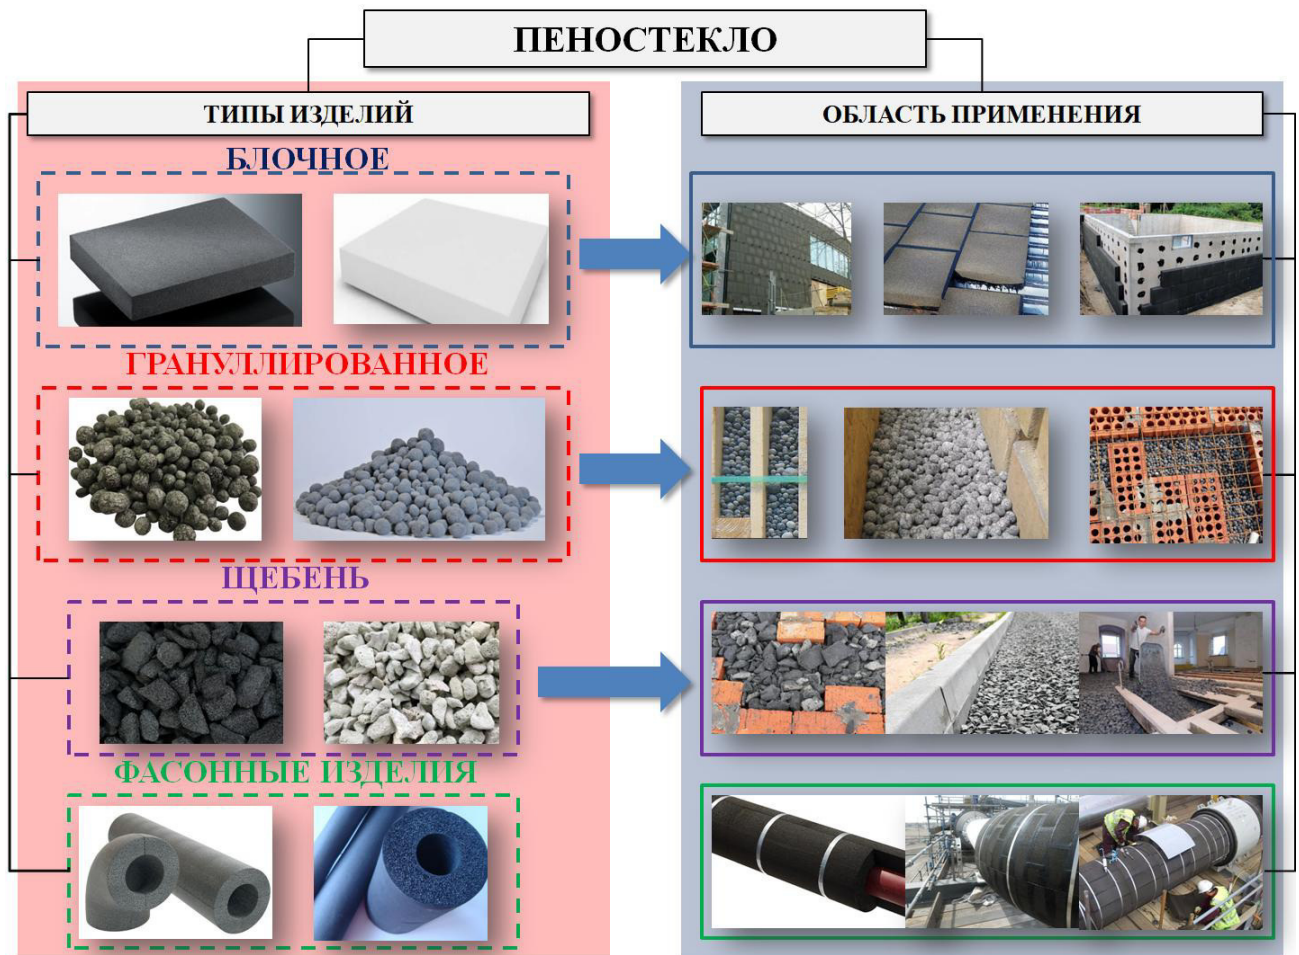 ПЕНОСТЕКЛО
ТИПЫ ИЗДЕЛИЙ
БЛОЧНОЕ
ГРАНУЛЛИРОВАННОЕ
ЩЕБЕНЬ
ФАСОННЫЕ ИЗДЕЛИЯ
ОБЛАСТЬ ПРИМЕНЕНИЯ